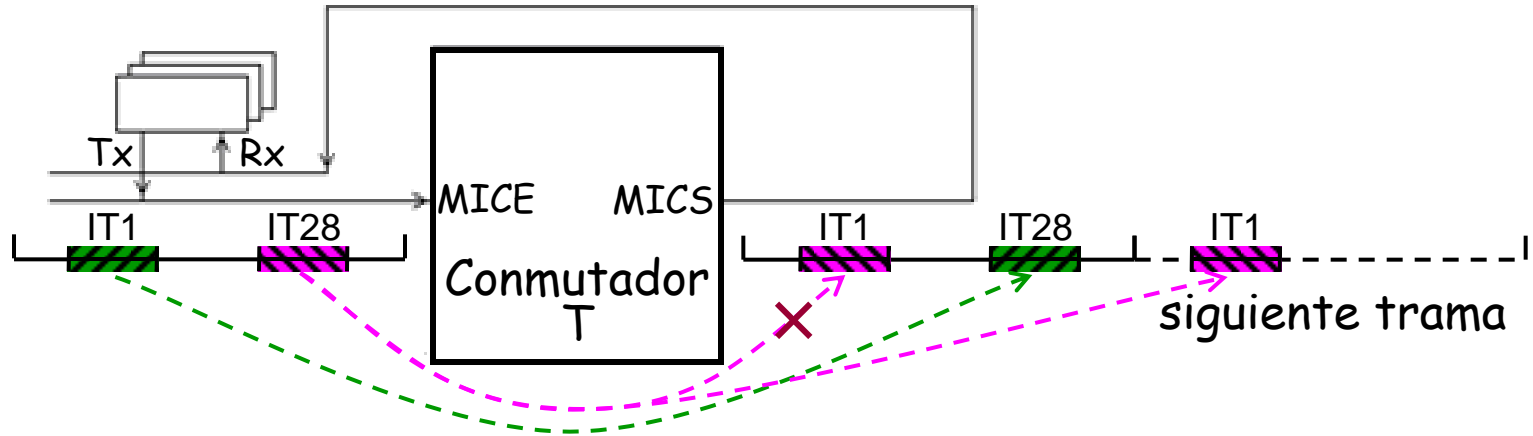 Tx Rx
MICE MICS
IT1 IT28 IT1 IT28 IT1
Conmutador
T
siguiente trama